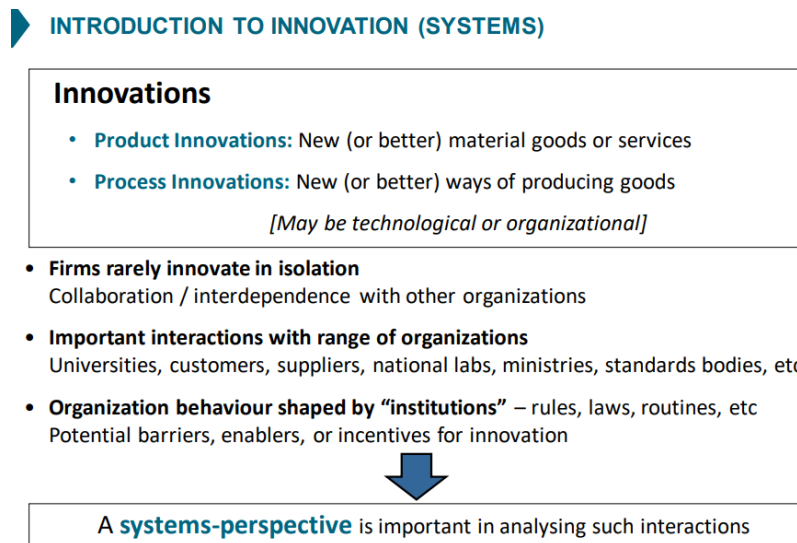 INTRODUCTION TO INNOVATION (SYSTEMS)
Innovations
• Product Innovations: New (or better) material goods or services
• Process Innovations: New (or better) ways of producing goods
[May be technological or organizational]
• Firms rarely innovate in isolation
Collaboration / interdependence with other organizations
• Important interactions with range of organizations
Universities, customers, suppliers, national labs, ministries, standards bodies, etc
• Organization behaviour shaped by “institutions” – rules, laws, routines, etc
Potential barriers, enablers, or incentives for innovation
A systems-perspective is important in analysing such interactions